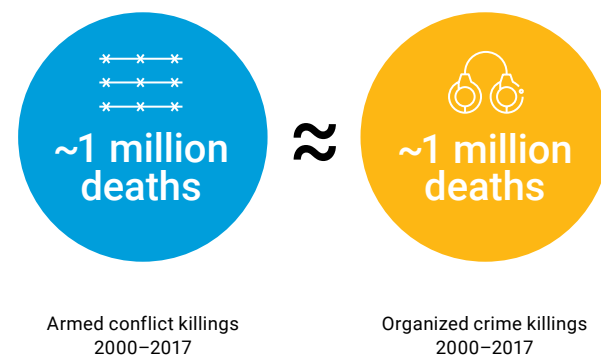 ~1 million
deaths
≈
~1 million
deaths
Armed conflict killings
2000–2017
Organized crime killings
2000–2017